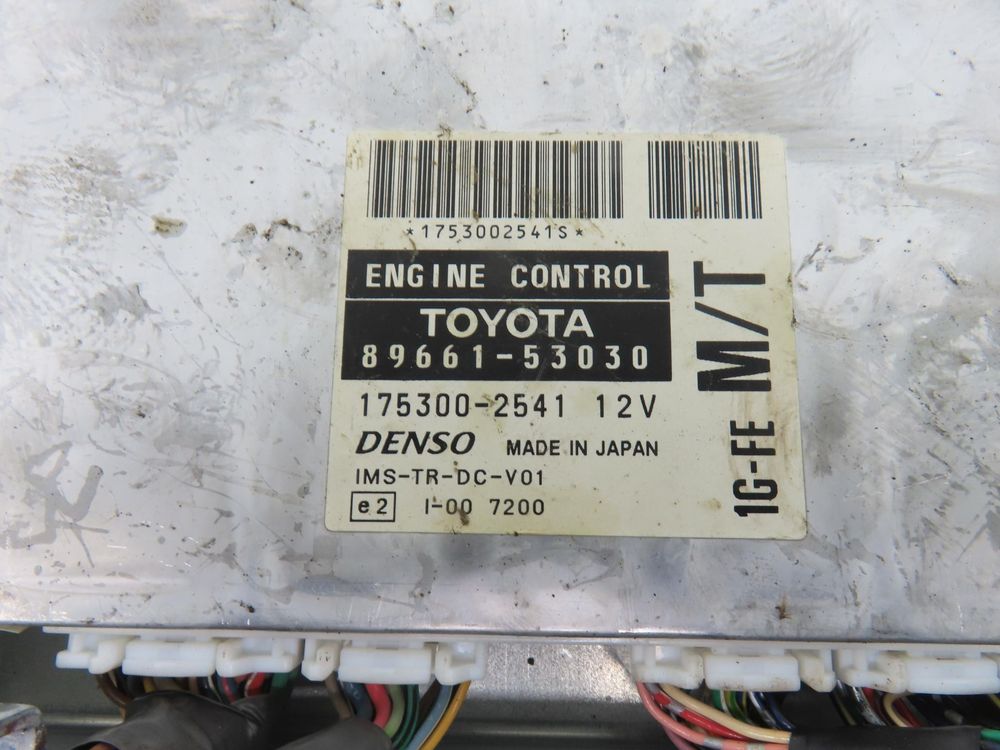 *1753002541S*
ENGINE CONTROL
TOYOTA
89661-53030
175300-2541 12V
DENSO MADE IN JAPAN
IMS-TR-DC-V01
e2 I-00 7200
1G-FE M/T